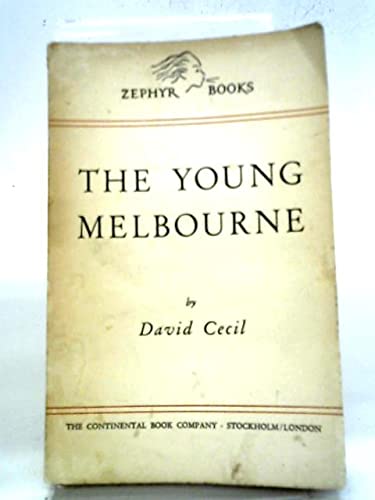 ZEPHYR BOOKS
THE YOUNG
MELBOURNE
by
David Cecil
THE CONTINENTAL BOOK COMPANY - STOCKHOLM/LONDON